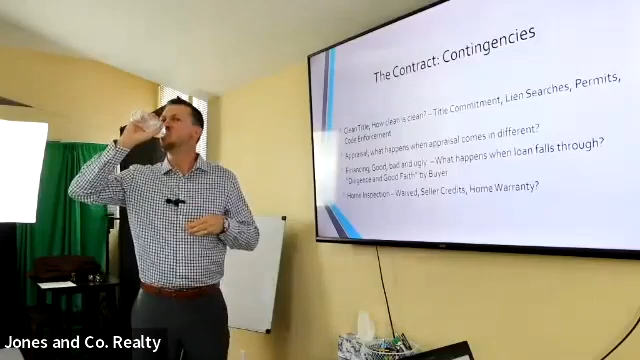 The Contract: Contingencies
Clean Title, How clean is clean? – Title Commitment, Lien Searches, Permits,
Code Enforcement
Appraisal, what happens when appraisal comes in different?
Financing, Good, bad and ugly. – What happens when loan falls through?
"Diligence and Good Faith" by Buyer
Home Inspection – Waived, Seller Credits, Home Warranty?
Jones and Co. Realty